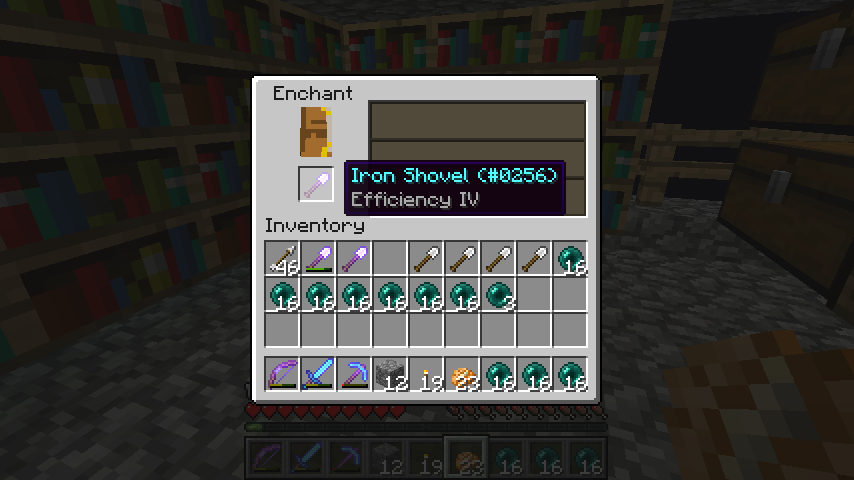 Enchant
Iron Shovel (#0256)
Efficiency IV
Inventory
46 16
16 16 16 16 16 16 3
12 19 23 16 16 16
12 19 23 16 16 16